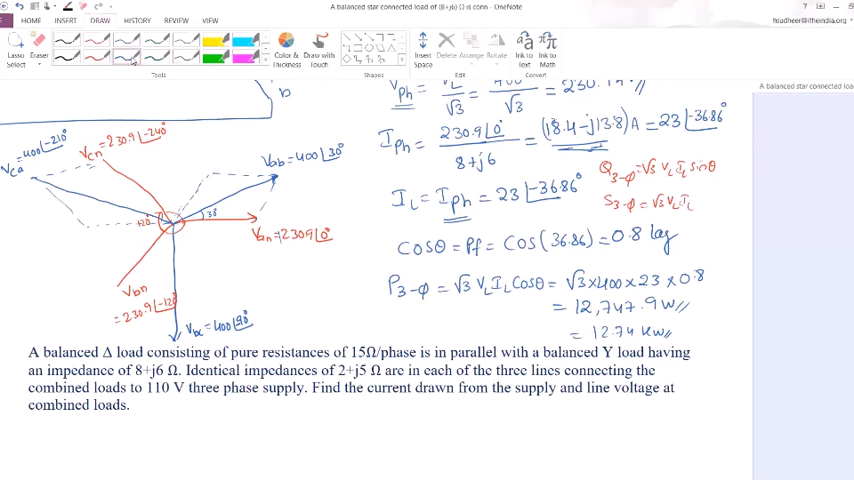 A balanced star connected load of (8+j6) Ω is conn - OneNote
hsudheer@ifheindia.org
HOME INSERT DRAW HISTORY REVIEW VIEW
Lasso Select
Eraser
Color & Thickness
Draw with Touch
Insert Space
Delete Arrange Rotate
Ink to Text
Ink to Math
Tools
Shapes
Edit
Convert
A balanced star connected load
b
Vca=400∠-210°
Vcn=230.9∠-240°
Vab=400∠30°
120°
30°
Van=230.9∠0°
Vbn
=230.9∠-120°
Vbc=400∠90°
Vph = VL/√3 = 400/√3 =
Iph = 230.9∠0°/8+j6 = (18.4-j13.8)A = 23∠-36.86°
IL = Iph = 23∠-36.86°
Q3-φ=√3 VL IL sinθ
S3-φ=√3 VL IL
Cosθ = Pf = COS(36.86) = 0.8 lag
P3-φ = √3 VL IL Cosθ = √3×400×23×0.8
= 12,747.9W//
= 12.74 KW//
A balanced Δ load consisting of pure resistances of 15Ω/phase is in parallel with a balanced Y load having
an impedance of 8+j6 Ω. Identical impedances of 2+j5 Ω are in each of the three lines connecting the
combined loads to 110 V three phase supply. Find the current drawn from the supply and line voltage at
combined loads.